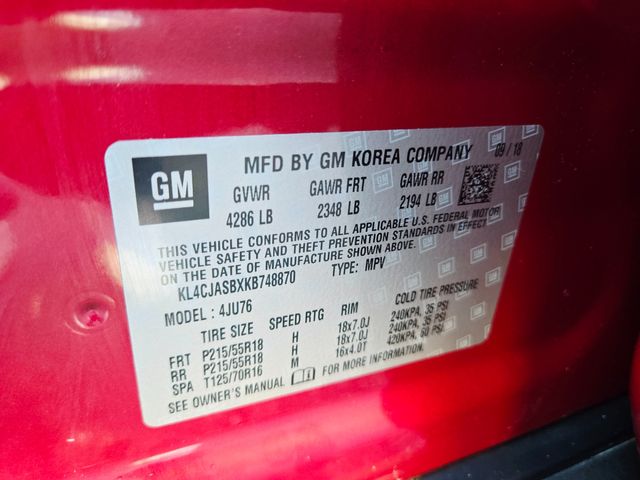 GM
MFD BY GM KOREA COMPANY 09/18
GVWR GAWR FRT GAWR RR
4286 LB 2348 LB 2194 LB
THIS VEHICLE CONFORMS TO ALL APPLICABLE U.S. FEDERAL MOTOR
VEHICLE SAFETY AND THEFT PREVENTION STANDARDS IN EFFECT
ON THE DATE OF MANUFACTURE SHOWN ABOVE.
KL4CJASBXKB748870 TYPE: MPV
MODEL : 4JU76
TIRE SIZE SPEED RTG RIM COLD TIRE PRESSURE
FRT P215/55R18 H 18x7.0J 240KPA, 35 PSI
RR P215/55R18 H 18x7.0J 240KPA, 35 PSI
SPA T125/70R16 M 16x4.0T 420KPA, 60 PSI
SEE OWNER'S MANUAL FOR MORE INFORMATION.